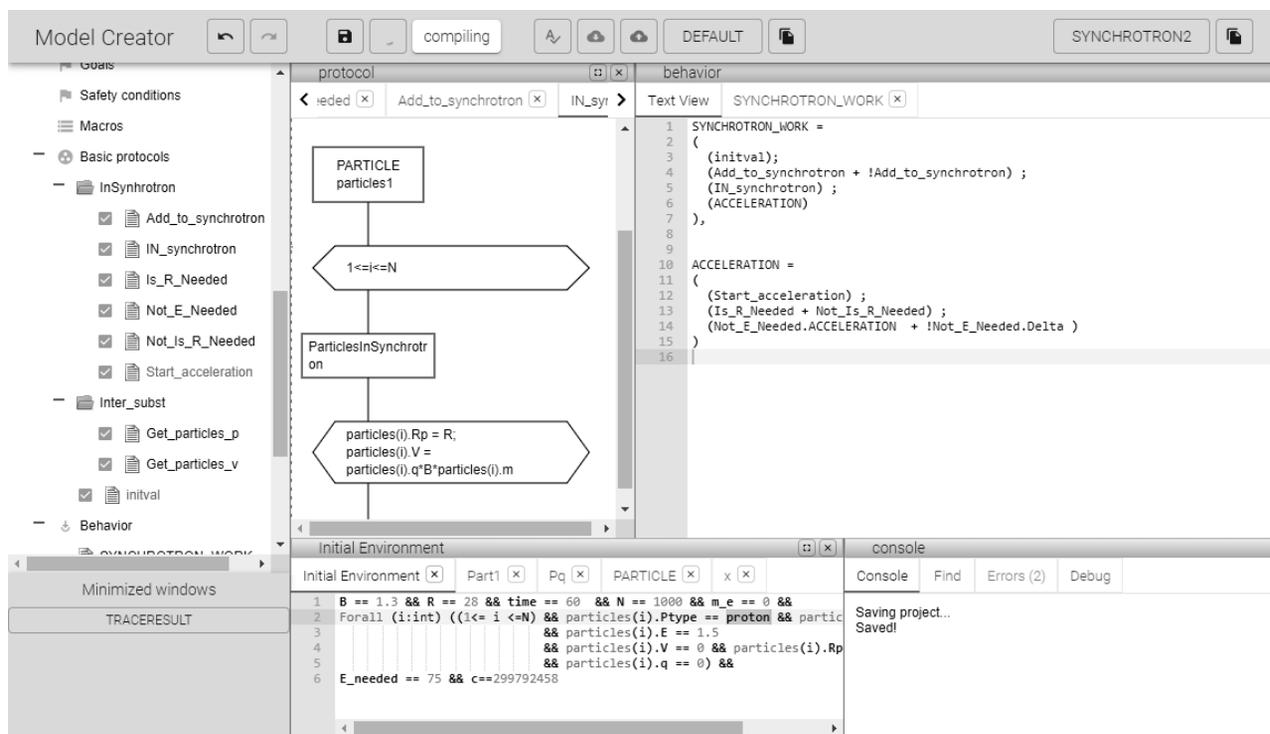 Model Creator
compiling
DEFAULT
SYNCHROTRON2
Goals
Safety conditions
Macros
Basic protocols
InSynhrotron
Add_to_synchrotron
IN_synchrotron
Is_R_Needed
Not_E_Needed
Not_Is_R_Needed
Start_acceleration
Inter_subst
Get_particles_p
Get_particles_v
initval
Behavior
SYNCHROTRON_WORK
Minimized windows
TRACERESULT
protocol
eeded Add_to_synchrotron IN_syr
PARTICLE
particles1
1<=i<=N
ParticlesInSynchrotr
on
particles(i).Rp = R;
particles(i).V =
particles(i).q*B*particles(i).m
behavior
Text View SYNCHROTRON_WORK
1 SYNCHROTRON_WORK =
2 (
3 (initval);
4 (Add_to_synchrotron + !Add_to_synchrotron) ;
5 (IN_synchrotron) ;
6 (ACCELERATION)
7 ),
8
9
10 ACCELERATION =
11 (
12 (Start_acceleration) ;
13 (Is_R_Needed + Not_Is_R_Needed) ;
14 (Not_E_Needed.ACCELERATION + !Not_E_Needed.Delta )
15 )
16
Initial Environment
Initial Environment Part1 Pq PARTICLE x
1 B == 1.3 && R == 28 && time == 60 && N == 1000 && m_e == 0 &&
2 Forall (i:int) ((1<= i <=N) && particles(i).Ptype == proton && partic
3 && particles(i).E == 1.5
4 && particles(i).V == 0 && particles(i).Rp
5 && particles(i).q == 0) &&
6 E_needed == 75 && c==299792458
console
Console Find Errors (2) Debug
Saving project...
Saved!